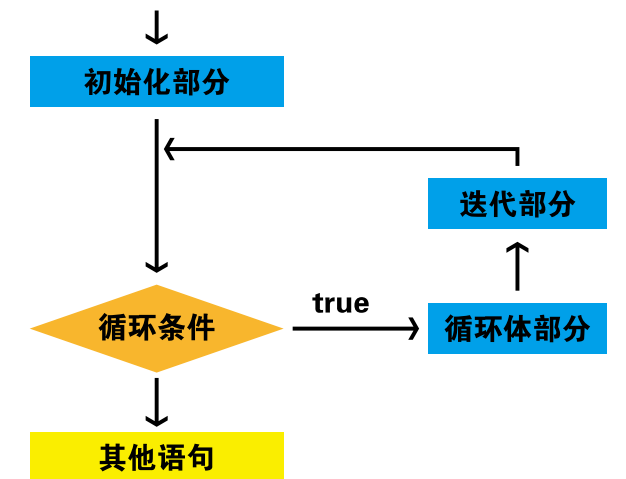 初始化部分
迭代部分
true
循环条件
循环体部分
其他语句